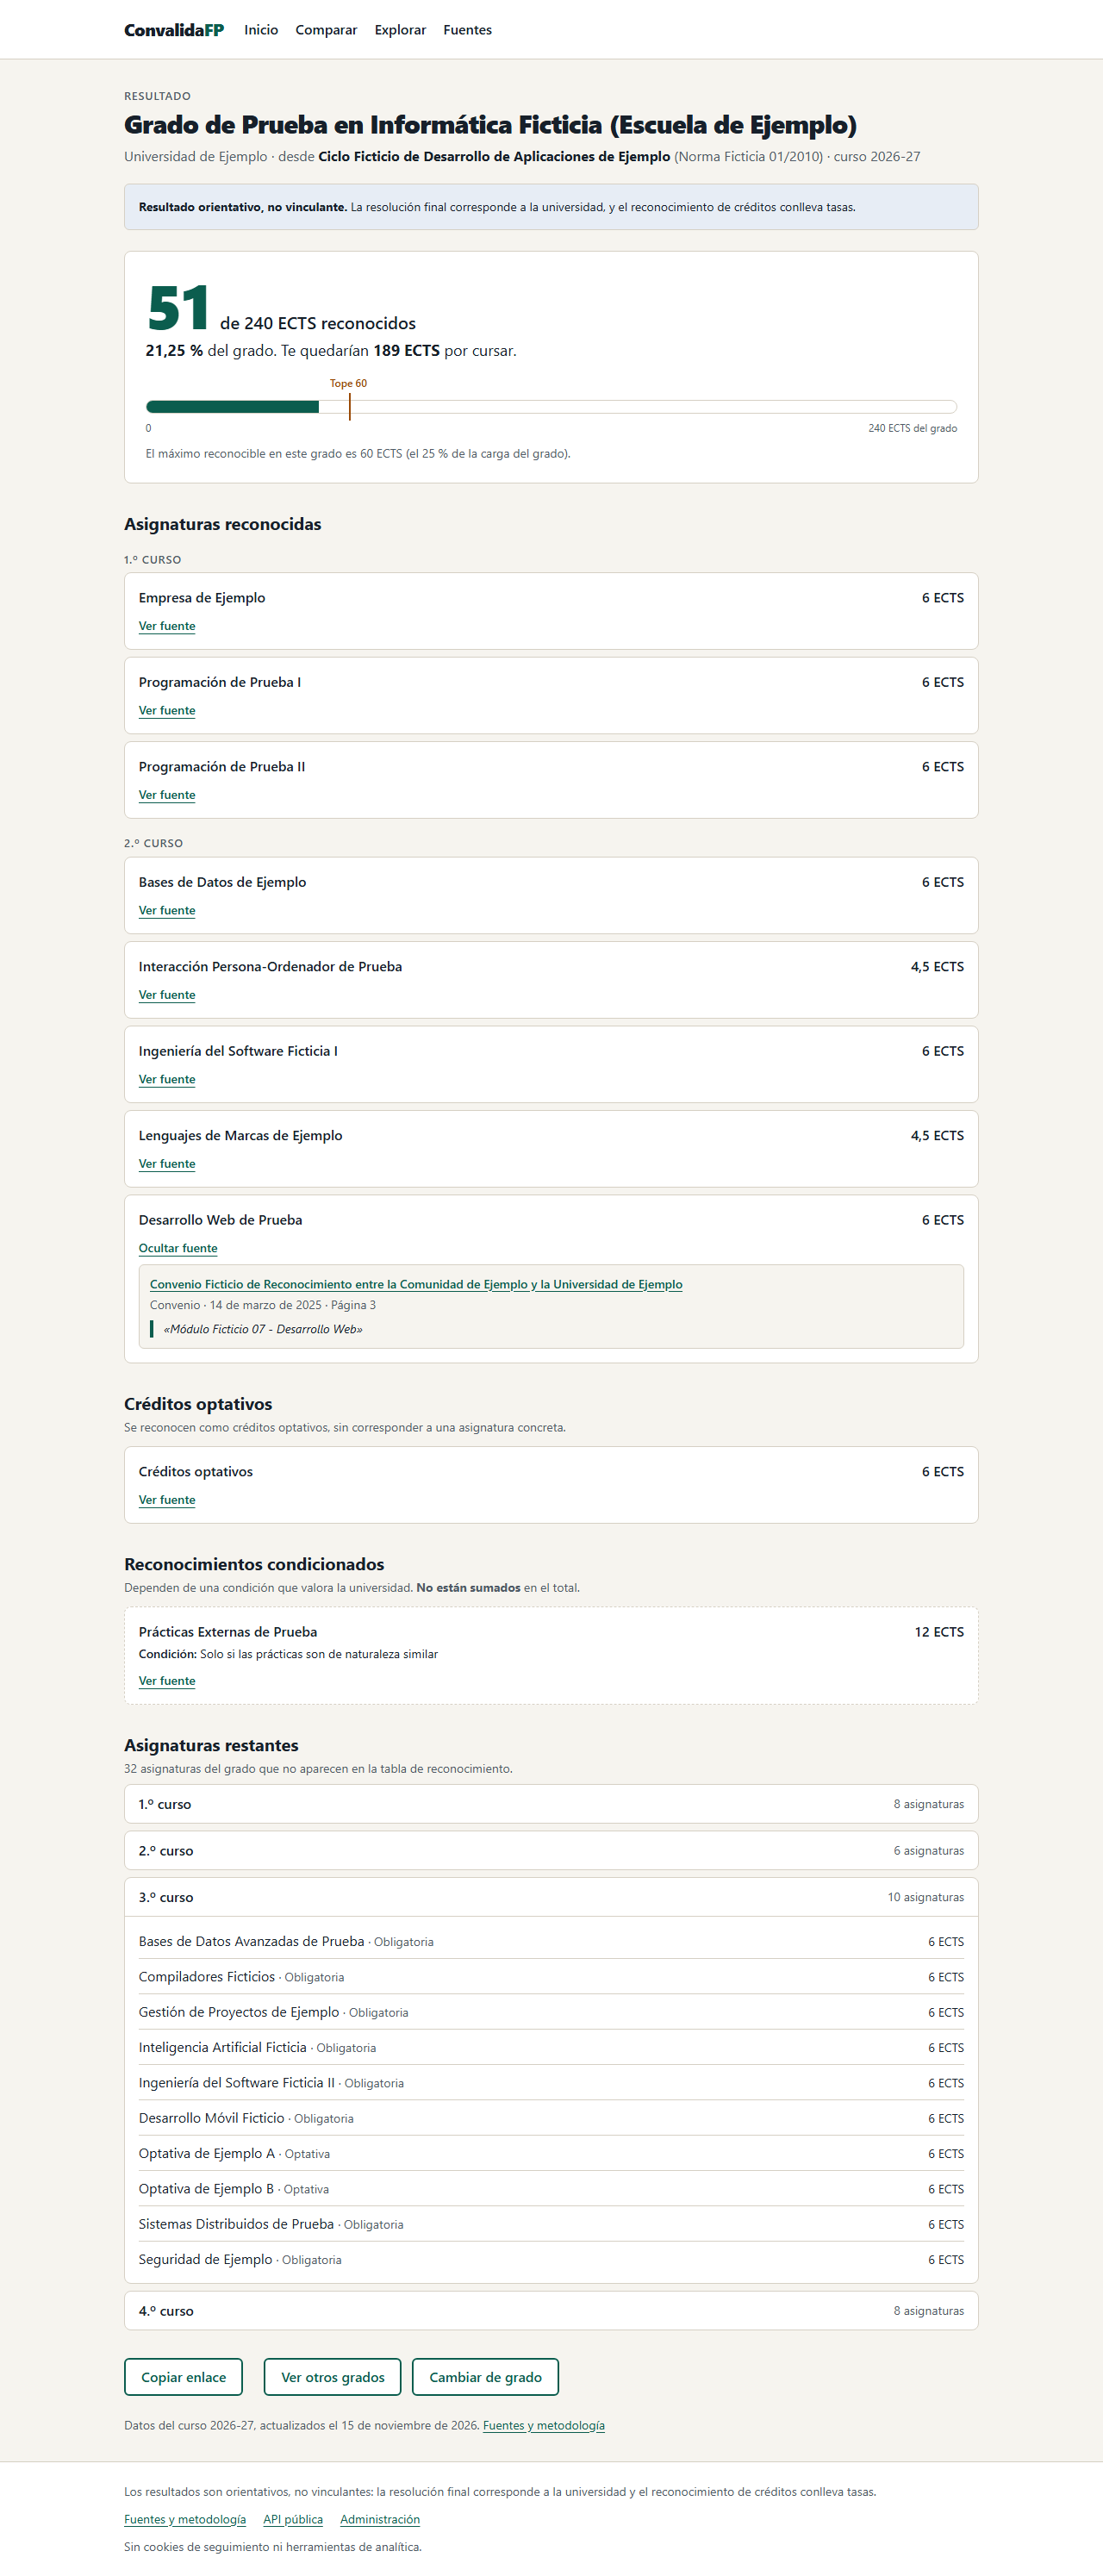 ConvalidaFP Inicio Comparar Explorar Fuentes
RESULTADO
Grado de Prueba en Informática Ficticia (Escuela de Ejemplo)
Universidad de Ejemplo · desde Ciclo Ficticio de Desarrollo de Aplicaciones de Ejemplo (Norma Ficticia 01/2010) · curso 2026-27
Resultado orientativo, no vinculante. La resolución final corresponde a la universidad, y el reconocimiento de créditos conlleva tasas.
51 de 240 ECTS reconocidos
21,25 % del grado. Te quedarían 189 ECTS por cursar.
Tope 60
0 240 ECTS del grado
El máximo reconocible en este grado es 60 ECTS (el 25 % de la carga del grado).
Asignaturas reconocidas
1.º CURSO
Empresa de Ejemplo 6 ECTS
Ver fuente
Programación de Prueba I 6 ECTS
Ver fuente
Programación de Prueba II 6 ECTS
Ver fuente
2.º CURSO
Bases de Datos de Ejemplo 6 ECTS
Ver fuente
Interacción Persona-Ordenador de Prueba 4,5 ECTS
Ver fuente
Ingeniería del Software Ficticia I 6 ECTS
Ver fuente
Lenguajes de Marcas de Ejemplo 4,5 ECTS
Ver fuente
Desarrollo Web de Prueba 6 ECTS
Ocultar fuente
Convenio Ficticio de Reconocimiento entre la Comunidad de Ejemplo y la Universidad de Ejemplo
Convenio · 14 de marzo de 2025 · Página 3
«Módulo Ficticio 07 - Desarrollo Web»
Créditos optativos
Se reconocen como créditos optativos, sin corresponder a una asignatura concreta.
Créditos optativos 6 ECTS
Ver fuente
Reconocimientos condicionados
Dependen de una condición que valora la universidad. No están sumados en el total.
Prácticas Externas de Prueba 12 ECTS
Condición: Solo si las prácticas son de naturaleza similar
Ver fuente
Asignaturas restantes
32 asignaturas del grado que no aparecen en la tabla de reconocimiento.
1.º curso 8 asignaturas
2.º curso 6 asignaturas
3.º curso 10 asignaturas
Bases de Datos Avanzadas de Prueba · Obligatoria 6 ECTS
Compiladores Ficticios · Obligatoria 6 ECTS
Gestión de Proyectos de Ejemplo · Obligatoria 6 ECTS
Inteligencia Artificial Ficticia · Obligatoria 6 ECTS
Ingeniería del Software Ficticia II · Obligatoria 6 ECTS
Desarrollo Móvil Ficticio · Obligatoria 6 ECTS
Optativa de Ejemplo A · Optativa 6 ECTS
Optativa de Ejemplo B · Optativa 6 ECTS
Sistemas Distribuidos de Prueba · Obligatoria 6 ECTS
Seguridad de Ejemplo · Obligatoria 6 ECTS
4.º curso 8 asignaturas
Copiar enlace Ver otros grados Cambiar de grado
Datos del curso 2026-27, actualizados el 15 de noviembre de 2026. Fuentes y metodología
Los resultados son orientativos, no vinculantes: la resolución final corresponde a la universidad y el reconocimiento de créditos conlleva tasas.
Fuentes y metodología API pública Administración
Sin cookies de seguimiento ni herramientas de analítica.